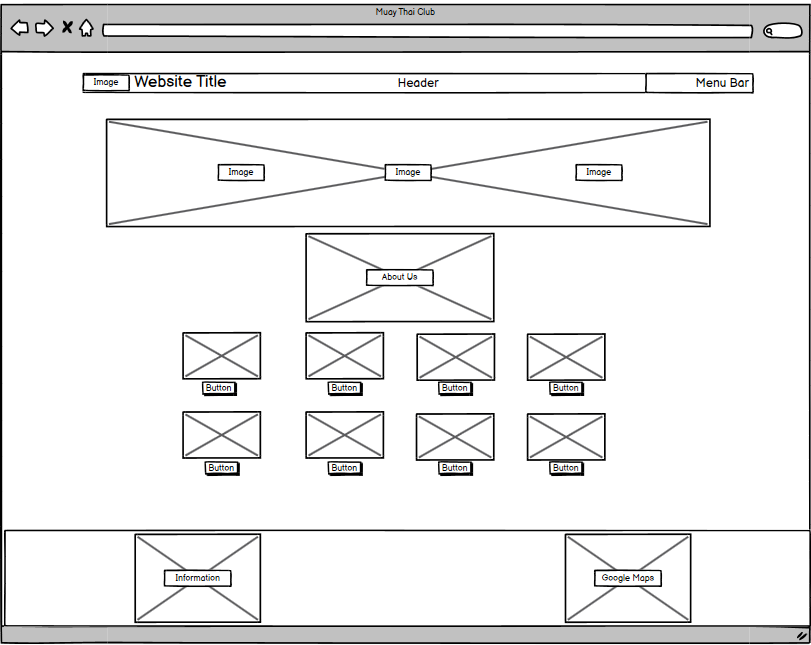 Muay Thai Club
Image Website Title Header Menu Bar
Image Image Image
About Us
Button Button Button Button
Button Button Button Button
Information Google Maps